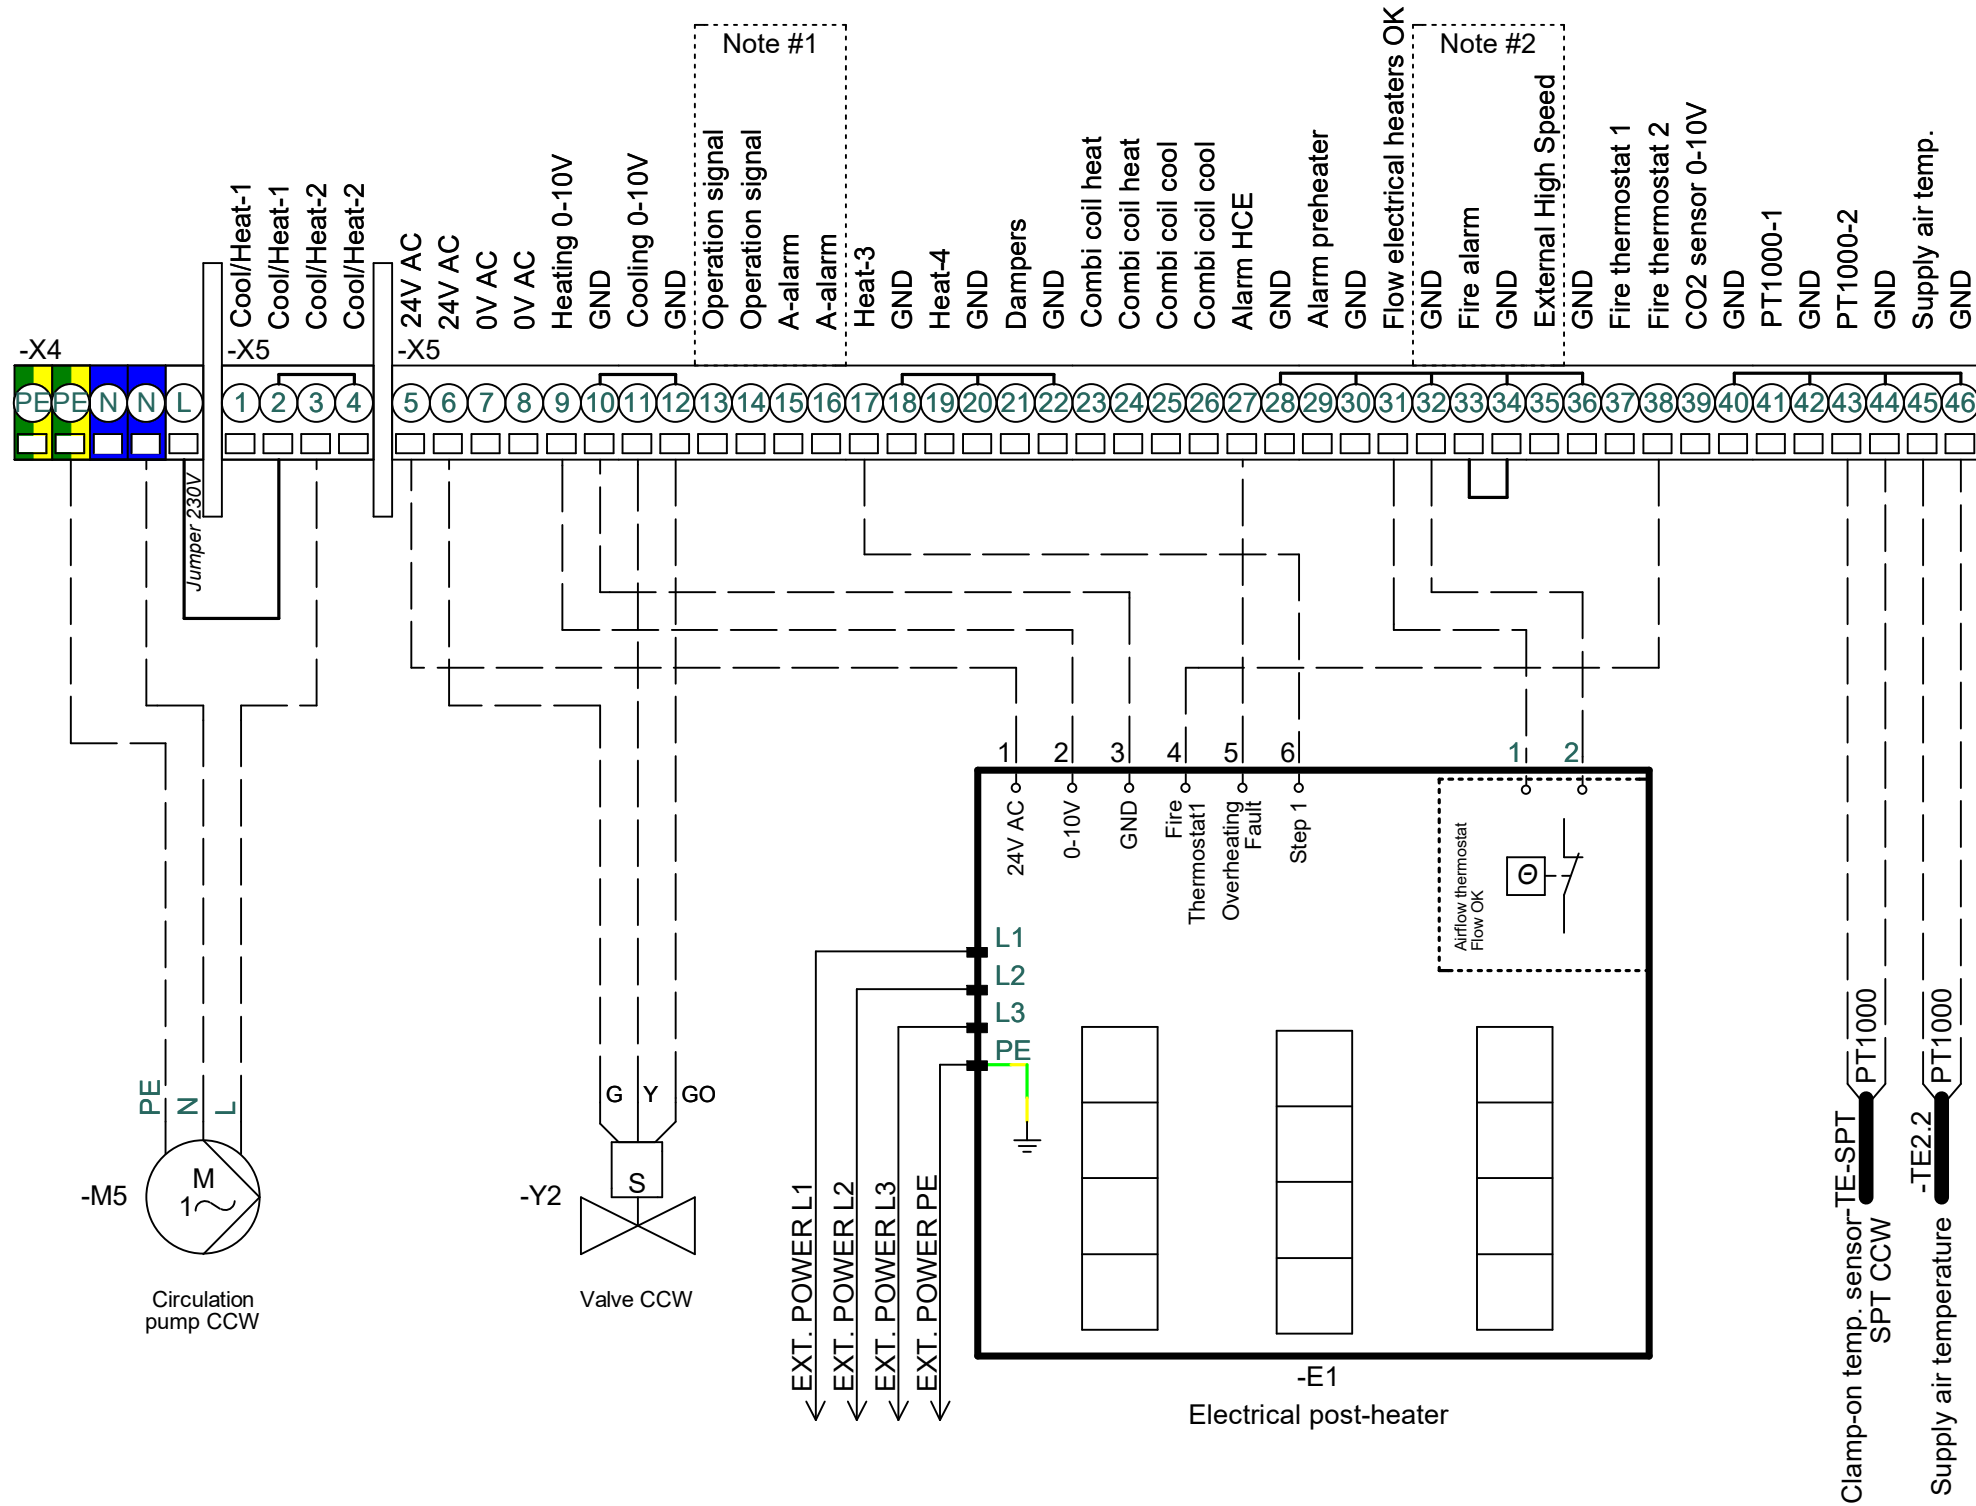 Note #1
Note #2
Cool/Heat-1
Cool/Heat-1
Cool/Heat-2
Cool/Heat-2
24V AC
24V AC
0V AC
0V AC
Heating 0-10V
GND
Cooling 0-10V
GND
Operation signal
Operation signal
A-alarm
A-alarm
Heat-3
GND
Heat-4
GND
Dampers
GND
Combi coil heat
Combi coil heat
Combi coil cool
Combi coil cool
Alarm HCE
GND
Alarm preheater
GND
Flow electrical heaters OK
GND
Fire alarm
GND
External High Speed
GND
Fire thermostat 1
Fire thermostat 2
CO2 sensor 0-10V
GND
PT1000-1
GND
PT1000-2
GND
Supply air temp.
GND
-X4
-X5
-X5
PE PE N N L 1 2 3 4 5 6 7 8 9 10 11 12 13 14 15 16 17 18 19 20 21 22 23 24 25 26 27 28 29 30 31 32 33 34 35 36 37 38 39 40 41 42 43 44 45 46
Jumper 230V
1 2 3 4 5 6 1 2
24V AC
0-10V
GND
Fire
Thermostat1
Overheating
Fault
Step 1
Airflow thermostat
Flow OK
Θ
L1
L2
L3
PE
PE
N
L
M
1
-M5
Circulation
pump CCW
G Y GO
S
-Y2
Valve CCW
EXT. POWER L1
EXT. POWER L2
EXT. POWER L3
EXT. POWER PE
-E1
Electrical post-heater
PT1000
-TE-SPT
Clamp-on temp. sensor
SPT CCW
PT1000
-TE2.2
Supply air temperature